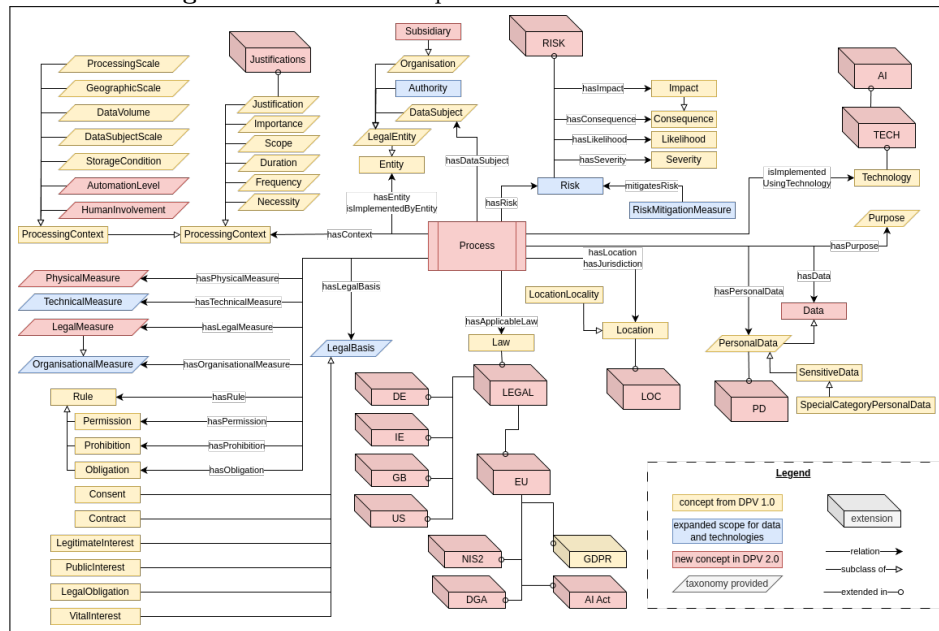 Subsidiary
RISK
ProcessingScale
Justifications
Organisation
AI
GeographicScale
Authority
hasImpact
Impact
DataVolume
Justification
DataSubject
hasConsequence
Consequence
TECH
DataSubjectScale
Importance
LegalEntity
hasLikelihood
Likelihood
StorageCondition
Scope
Entity
hasDataSubject
hasSeverity
Severity
isImplemented
UsingTechnology
Technology
AutomationLevel
Duration
hasEntity
isImplementedByEntity
hasRisk
Risk
mitigatesRisk
HumanInvolvement
Frequency
Necessity
RiskMitigationMeasure
Purpose
ProcessingContext
ProcessingContext
hasContext
Process
hasLocation
hasJurisdiction
hasPurpose
PhysicalMeasure
hasPhysicalMeasure
hasLegalBasis
hasData
TechnicalMeasure
hasTechnicalMeasure
LocationLocality
hasPersonalData
Data
LegalMeasure
hasLegalMeasure
hasApplicableLaw
Location
Law
LegalBasis
PersonalData
OrganisationalMeasure
hasOrganisationalMeasure
SensitiveData
Rule
hasRule
DE
LEGAL
LOC
PD
SpecialCategoryPersonalData
Permission
hasPermission
IE
Prohibition
hasProhibition
Obligation
hasObligation
GB
EU
Legend
Consent
concept from DPV 1.0
extension
Contract
US
expanded scope for data
and technologies
LegitimateInterest
relation
PublicInterest
NIS2
GDPR
new concept in DPV 2.0
subclass of
LegalObligation
taxonomy provided
extended in
DGA
AI Act
VitalInterest